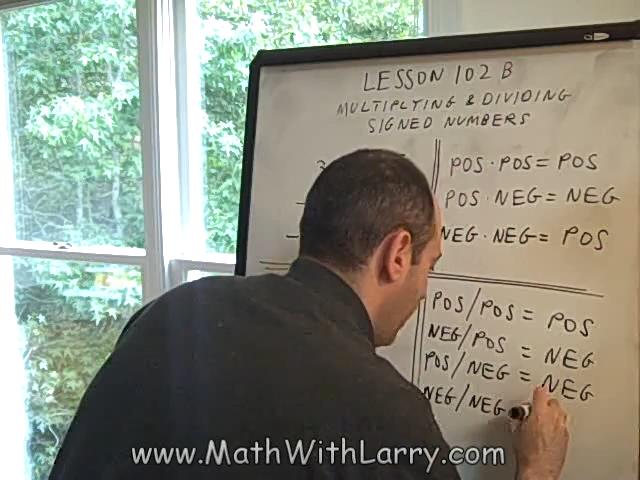 LESSON 102 B
MULTIPLYING & DIVIDING
SIGNED NUMBERS
3
POS · POS = POS
POS · NEG = NEG
NEG · NEG = POS
POS/POS = POS
NEG/POS = NEG
POS/NEG = NEG
NEG/NEG
www.MathWithLarry.com